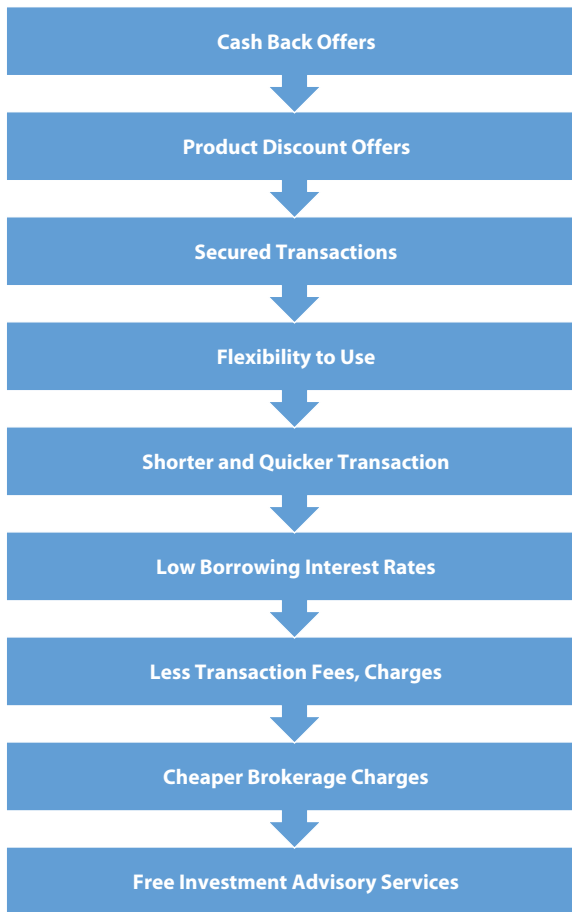 Cash Back Offers
Product Discount Offers
Secured Transactions
Flexibility to Use
Shorter and Quicker Transaction
Low Borrowing Interest Rates
Less Transaction Fees, Charges
Cheaper Brokerage Charges
Free Investment Advisory Services